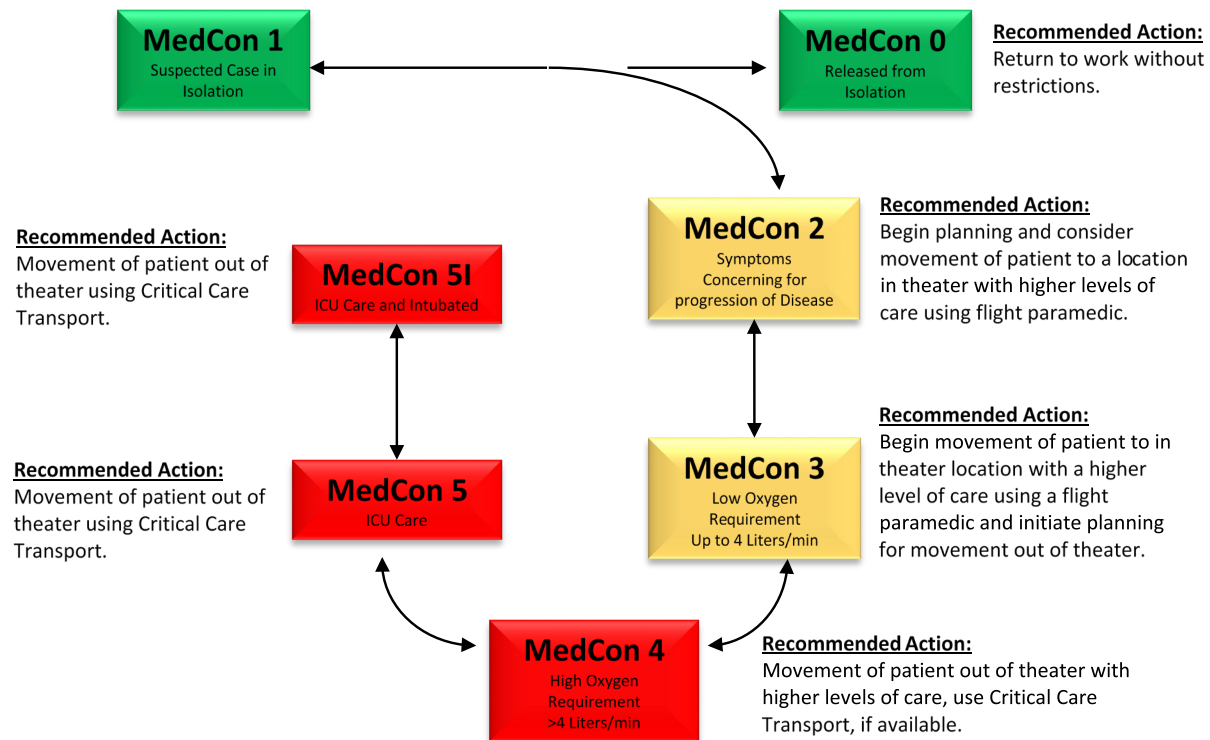 MedCon 1
Suspected Case in
Isolation
MedCon 0
Released from
Isolation
Recommended Action:
Return to work without
restrictions.
MedCon 2
Symptoms
Concerning for
progression of Disease
Recommended Action:
Begin planning and consider
movement of patient to a location
in theater with higher levels of
care using flight paramedic.
Recommended Action:
Movement of patient out of
theater using Critical Care
Transport.
MedCon 5I
ICU Care and Intubated
MedCon 3
Low Oxygen
Requirement
Up to 4 Liters/min
Recommended Action:
Begin movement of patient to in
theater location with a higher
level of care using a flight
paramedic and initiate planning
for movement out of theater.
Recommended Action:
Movement of patient out of
theater using Critical Care
Transport.
MedCon 5
ICU Care
MedCon 4
High Oxygen
Requirement
>4 Liters/min
Recommended Action:
Movement of patient out of theater with
higher levels of care, use Critical Care
Transport, if available.